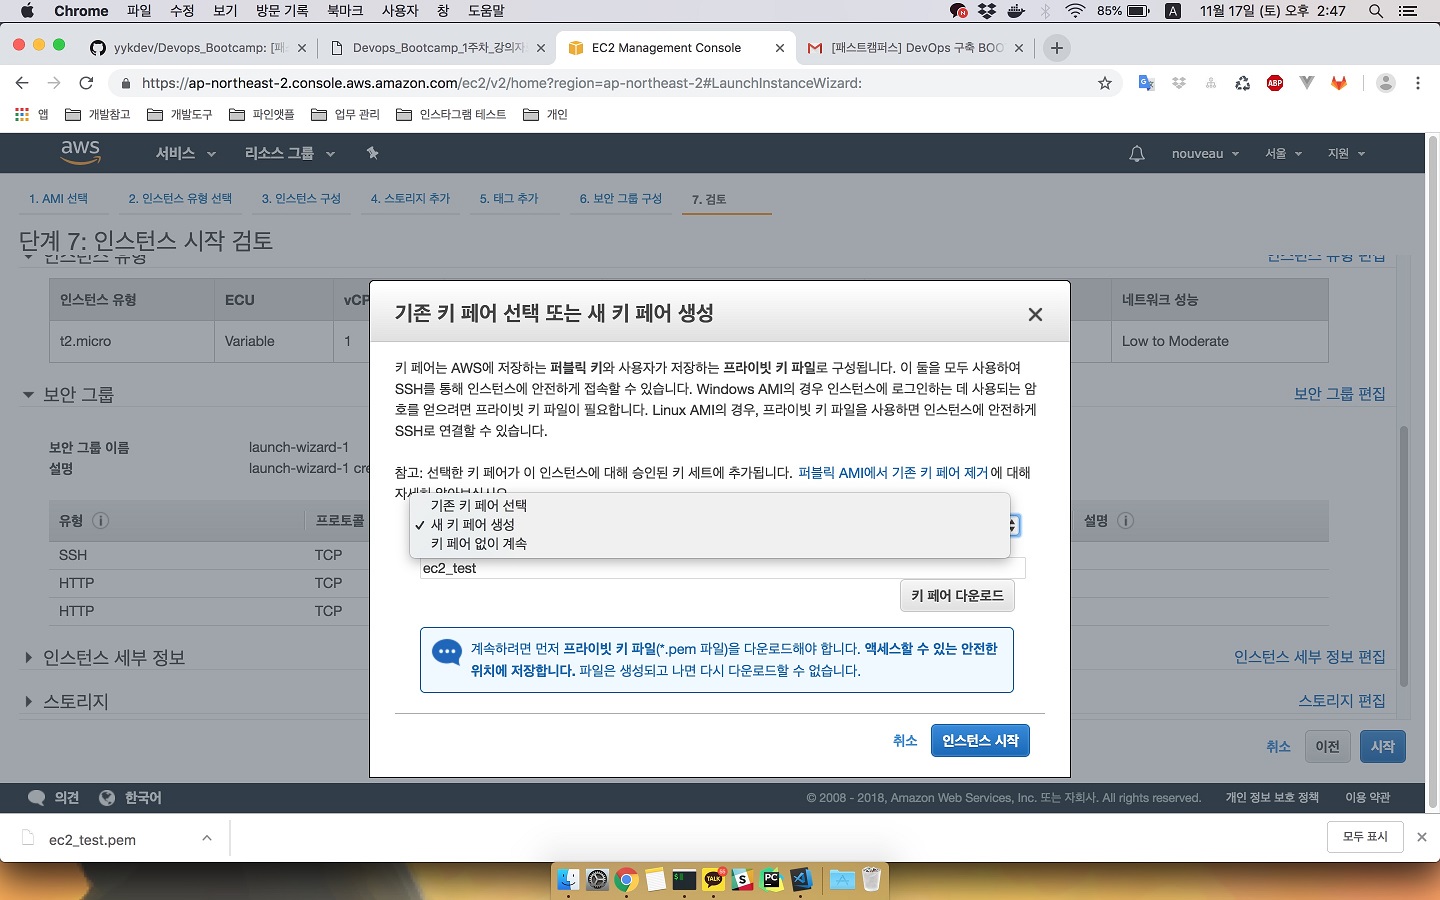 Chrome 파일 수정 보기 방문 기록 북마크 사용자 창 도움말 85% A 11월 17일 (토) 오후 2:47
yykdev/Devops_Bootcamp: [패 Devops_Bootcamp_1주차_강의자 EC2 Management Console [패스트캠퍼스] DevOps 구축 BOO
https://ap-northeast-2.console.aws.amazon.com/ec2/v2/home?region=ap-northeast-2#LaunchInstanceWizard:
앱 개발참고 개발도구 파인앳플 업무 관리 인스타그램 테스트 개인
aws 서비스 리소스 그룹 nouveau 서울 지원
1. AMI 선택 2. 인스턴스 유형 선택 3. 인스턴스 구성 4. 스토리지 추가 5. 태그 추가 6. 보안 그룹 구성 7. 검토
단계 7: 인스턴스 시작 검토
인스턴스 유형 인스턴스 유형 편집
인스턴스 유형 ECU vCP 네트워크 성능
t2.micro Variable 1 Low to Moderate
보안 그룹 보안 그룹 편집
보안 그룹 이름 launch-wizard-1
설명 launch-wizard-1 cre
유형 프로토콜 설명
SSH TCP
HTTP TCP
HTTP TCP
인스턴스 세부 정보 인스턴스 세부 정보 편집
스토리지 스토리지 편집
취소 이전 시작
기존 키 페어 선택 또는 새 키 페어 생성
키 페어는 AWS에 저장하는 퍼블릭 키와 사용자가 저장하는 프라이빗 키 파일로 구성됩니다. 이 둘을 모두 사용하여
SSH를 통해 인스턴스에 안전하게 접속할 수 있습니다. Windows AMI의 경우 인스턴스에 로그인하는 데 사용되는 암
호를 얻으려면 프라이빗 키 파일이 필요합니다. Linux AMI의 경우, 프라이빗 키 파일을 사용하면 인스턴스에 안전하게
SSH로 연결할 수 있습니다.
참고: 선택한 키 페어가 이 인스턴스에 대해 승인된 키 세트에 추가됩니다. 퍼블릭 AMI에서 기존 키 페어 제거에 대해
자세히 알아보십시오
기존 키 페어 선택
✓ 새 키 페어 생성
키 페어 없이 계속
ec2_test
키 페어 다운로드
계속하려면 먼저 프라이빗 키 파일(*.pem 파일)을 다운로드해야 합니다. 액세스할 수 있는 안전한
위치에 저장합니다. 파일은 생성되고 나면 다시 다운로드할 수 없습니다.
취소 인스턴스 시작
의견 한국어 © 2008 - 2018, Amazon Web Services, Inc. 또는 자회사. All rights reserved. 개인 정보 보호 정책 이용 약관
ec2_test.pem 모두 표시